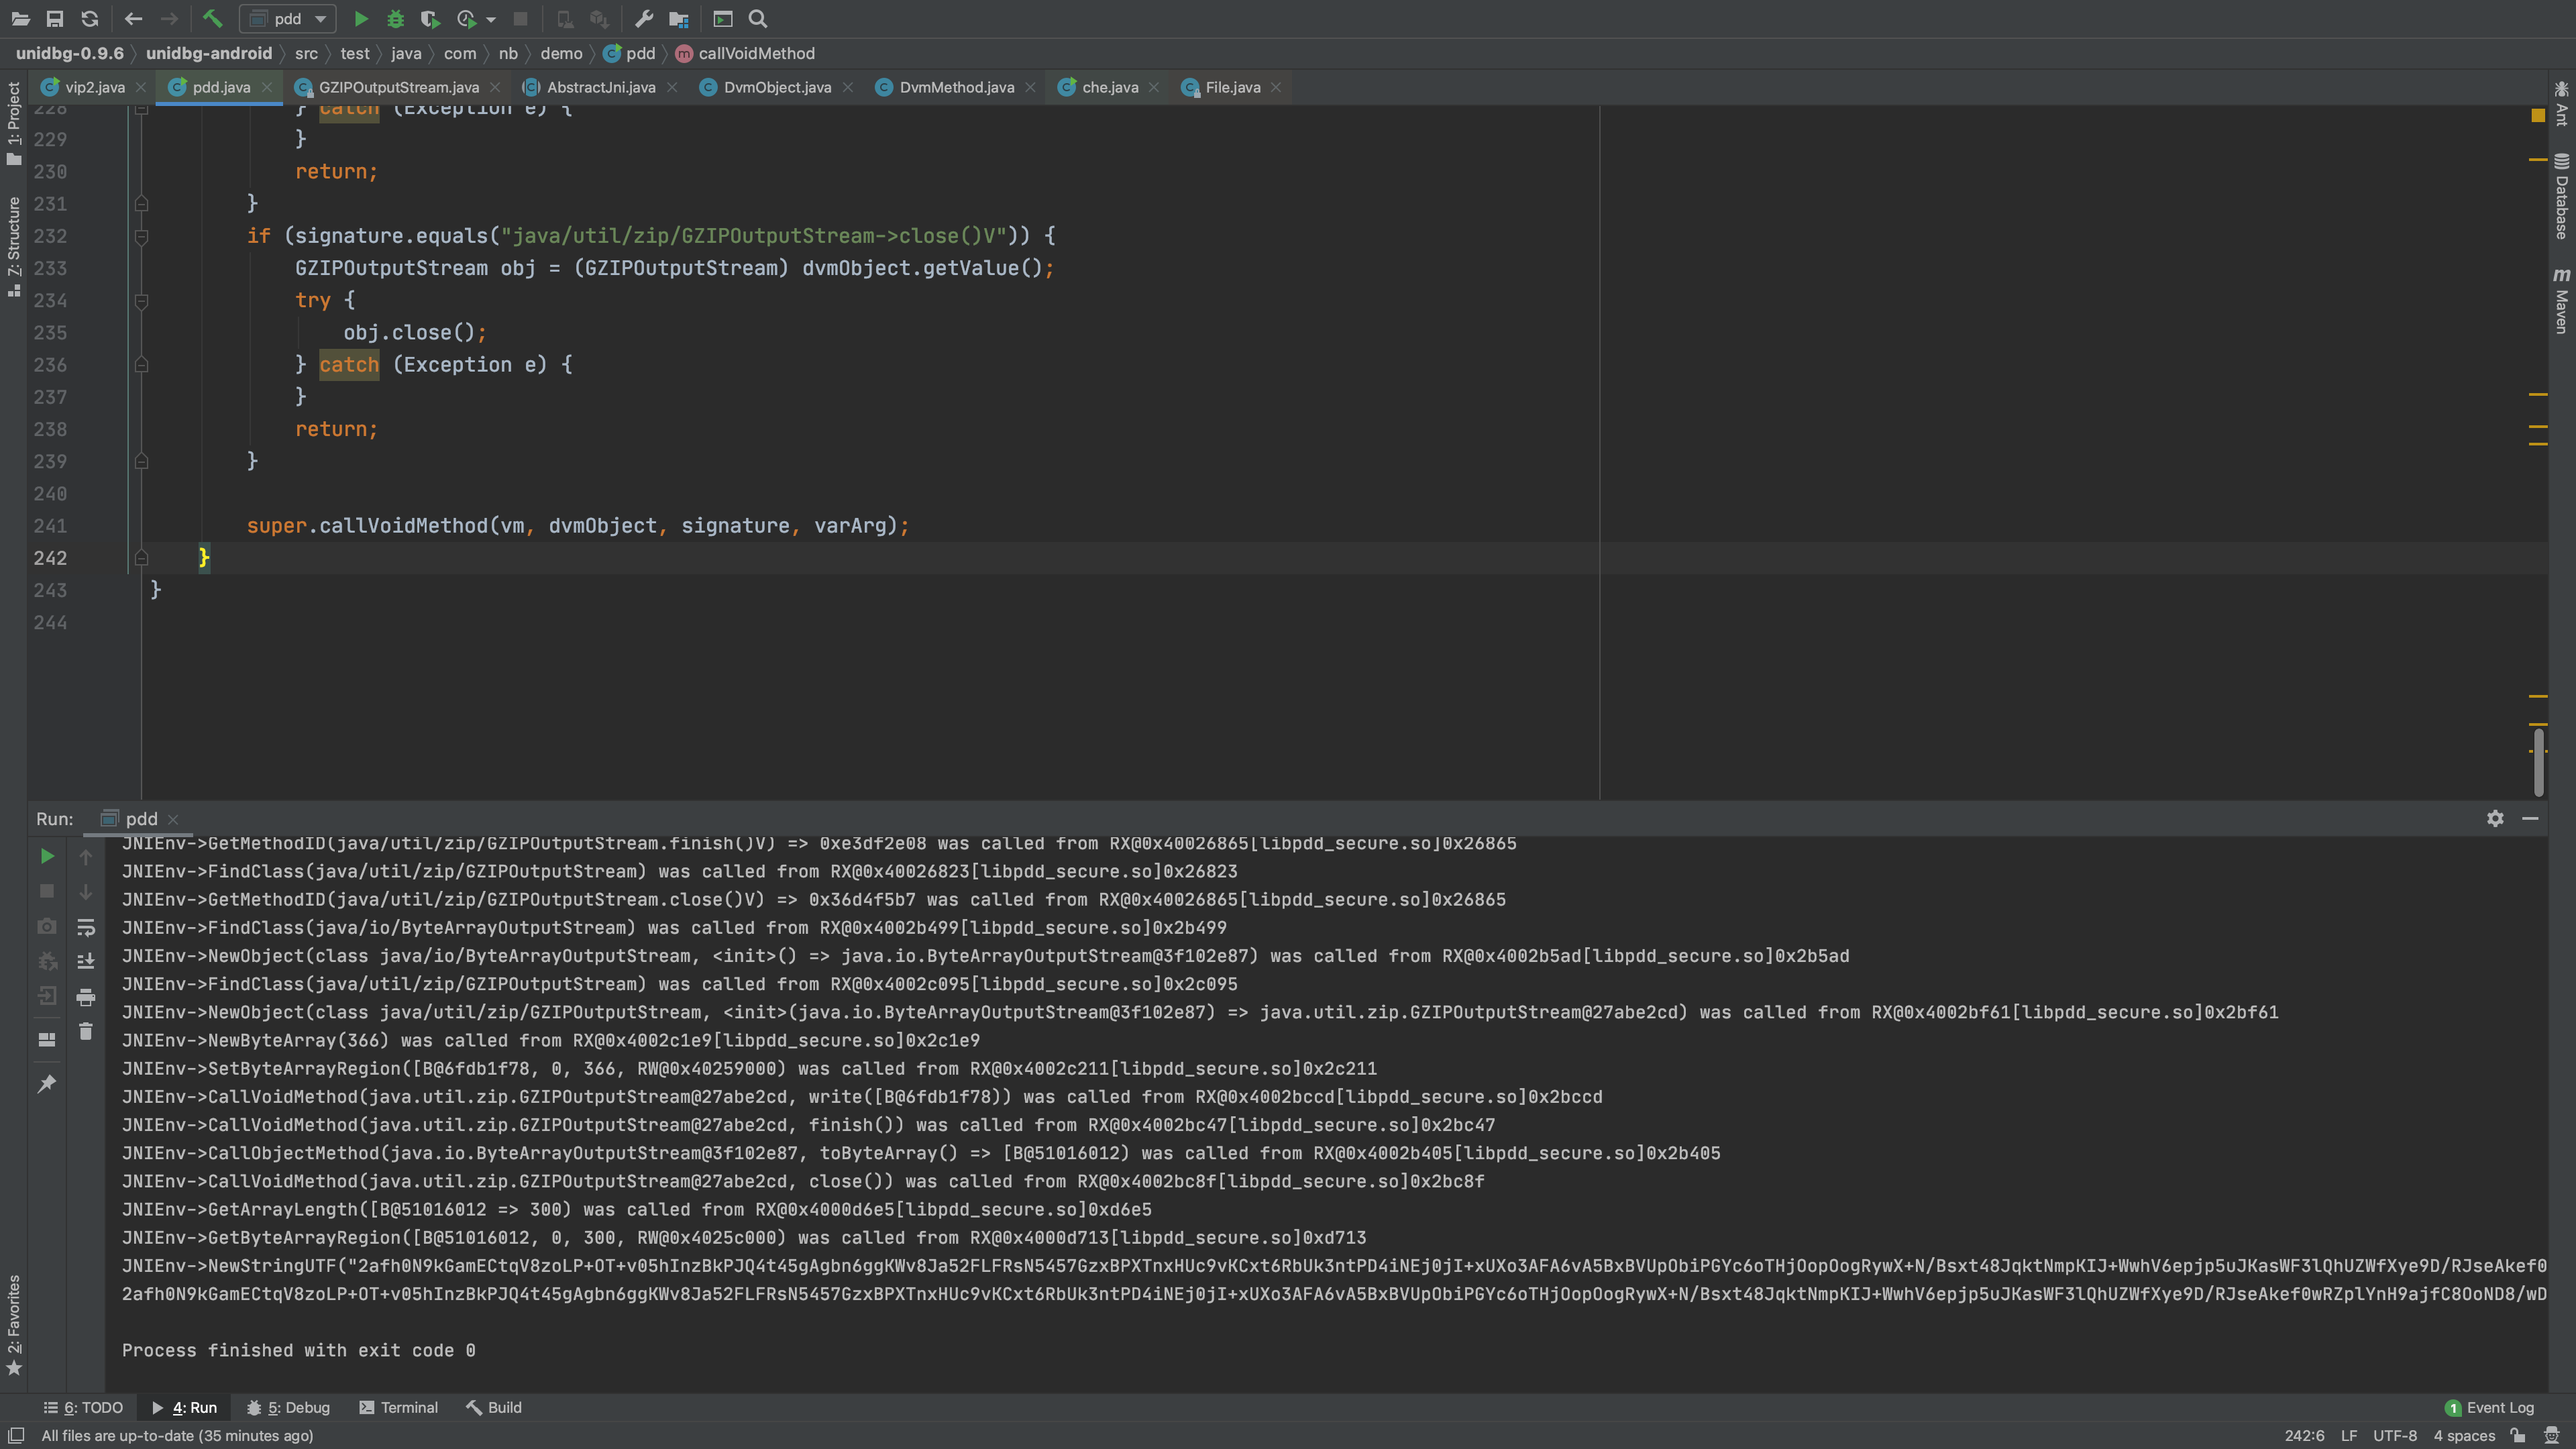 pdd
unidbg-0.9.6 unidbg-android src test java com nb demo pdd callVoidMethod
vip2.java pdd.java GZIPOutputStream.java AbstractJni.java DvmObject.java DvmMethod.java che.java File.java
1: Project
7: Structure
2: Favorites
Ant
Database
Maven
228 } catch (Exception e) {
229 }
230 return;
231 }
232 if (signature.equals("java/util/zip/GZIPOutputStream->close()V")) {
233 GZIPOutputStream obj = (GZIPOutputStream) dvmObject.getValue();
234 try {
235 obj.close();
236 } catch (Exception e) {
237 }
238 return;
239 }
240
241 super.callVoidMethod(vm, dvmObject, signature, varArg);
242 }
243 }
244
Run: pdd
JNIEnv->GetMethodID(java/util/zip/GZIPOutputStream.finish()V) => 0xe3df2e08 was called from RX@0x40026865[libpdd_secure.so]0x26865
JNIEnv->FindClass(java/util/zip/GZIPOutputStream) was called from RX@0x40026823[libpdd_secure.so]0x26823
JNIEnv->GetMethodID(java/util/zip/GZIPOutputStream.close()V) => 0x36d4f5b7 was called from RX@0x40026865[libpdd_secure.so]0x26865
JNIEnv->FindClass(java/io/ByteArrayOutputStream) was called from RX@0x4002b499[libpdd_secure.so]0x2b499
JNIEnv->NewObject(class java/io/ByteArrayOutputStream, <init>() => java.io.ByteArrayOutputStream@3f102e87) was called from RX@0x4002b5ad[libpdd_secure.so]0x2b5ad
JNIEnv->FindClass(java/util/zip/GZIPOutputStream) was called from RX@0x4002c095[libpdd_secure.so]0x2c095
JNIEnv->NewObject(class java/util/zip/GZIPOutputStream, <init>(java.io.ByteArrayOutputStream@3f102e87) => java.util.zip.GZIPOutputStream@27abe2cd) was called from RX@0x4002bf61[libpdd_secure.so]0x2bf61
JNIEnv->NewByteArray(366) was called from RX@0x4002c1e9[libpdd_secure.so]0x2c1e9
JNIEnv->SetByteArrayRegion([B@6fdb1f78, 0, 366, RW@0x40259000) was called from RX@0x4002c211[libpdd_secure.so]0x2c211
JNIEnv->CallVoidMethod(java.util.zip.GZIPOutputStream@27abe2cd, write([B@6fdb1f78)) was called from RX@0x4002bccd[libpdd_secure.so]0x2bccd
JNIEnv->CallVoidMethod(java.util.zip.GZIPOutputStream@27abe2cd, finish()) was called from RX@0x4002bc47[libpdd_secure.so]0x2bc47
JNIEnv->CallObjectMethod(java.io.ByteArrayOutputStream@3f102e87, toByteArray() => [B@51016012) was called from RX@0x4002b405[libpdd_secure.so]0x2b405
JNIEnv->CallVoidMethod(java.util.zip.GZIPOutputStream@27abe2cd, close()) was called from RX@0x4002bc8f[libpdd_secure.so]0x2bc8f
JNIEnv->GetArrayLength([B@51016012 => 300) was called from RX@0x4000d6e5[libpdd_secure.so]0xd6e5
JNIEnv->GetByteArrayRegion([B@51016012, 0, 300, RW@0x4025c000) was called from RX@0x4000d713[libpdd_secure.so]0xd713
JNIEnv->NewStringUTF("2afh0N9kGamECtqV8zoLP+OT+v05hInzBkPJQ4t45gAgbn6ggKWv8Ja52FLFRsN5457GzxBPXTnxHUc9vKCxt6RbUk3ntPD4iNEj0jI+xUXo3AFA6vA5BxBVUpObiPGYc6oTHjOopOogRywX+N/Bsxt48JqktNmpKIJ+WwhV6epjp5uJKasWF3lQhUZWfXye9D/RJseAkef0
2afh0N9kGamECtqV8zoLP+OT+v05hInzBkPJQ4t45gAgbn6ggKWv8Ja52FLFRsN5457GzxBPXTnxHUc9vKCxt6RbUk3ntPD4iNEj0jI+xUXo3AFA6vA5BxBVUpObiPGYc6oTHjOopOogRywX+N/Bsxt48JqktNmpKIJ+WwhV6epjp5uJKasWF3lQhUZWfXye9D/RJseAkef0wRZplYnH9ajfC8OoND8/wD
Process finished with exit code 0
6: TODO 4: Run 5: Debug Terminal Build 1 Event Log
All files are up-to-date (35 minutes ago) 242:6 LF UTF-8 4 spaces